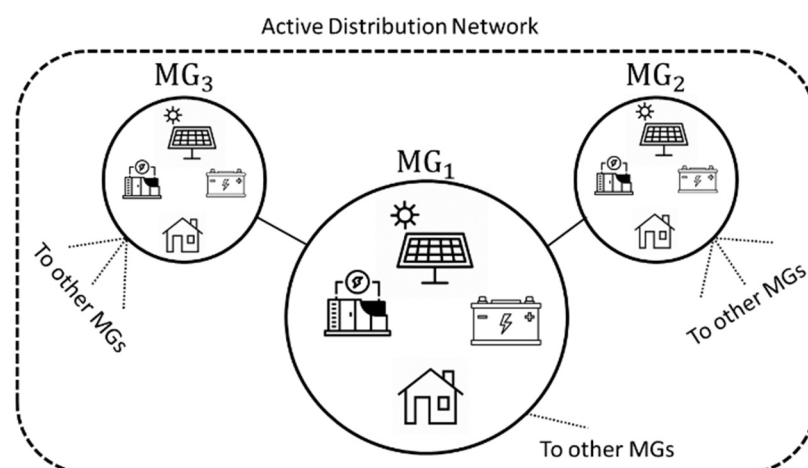 Active Distribution Network
MG₃
MG₂
MG₁
To other MGs
To other MGs
To other MGs